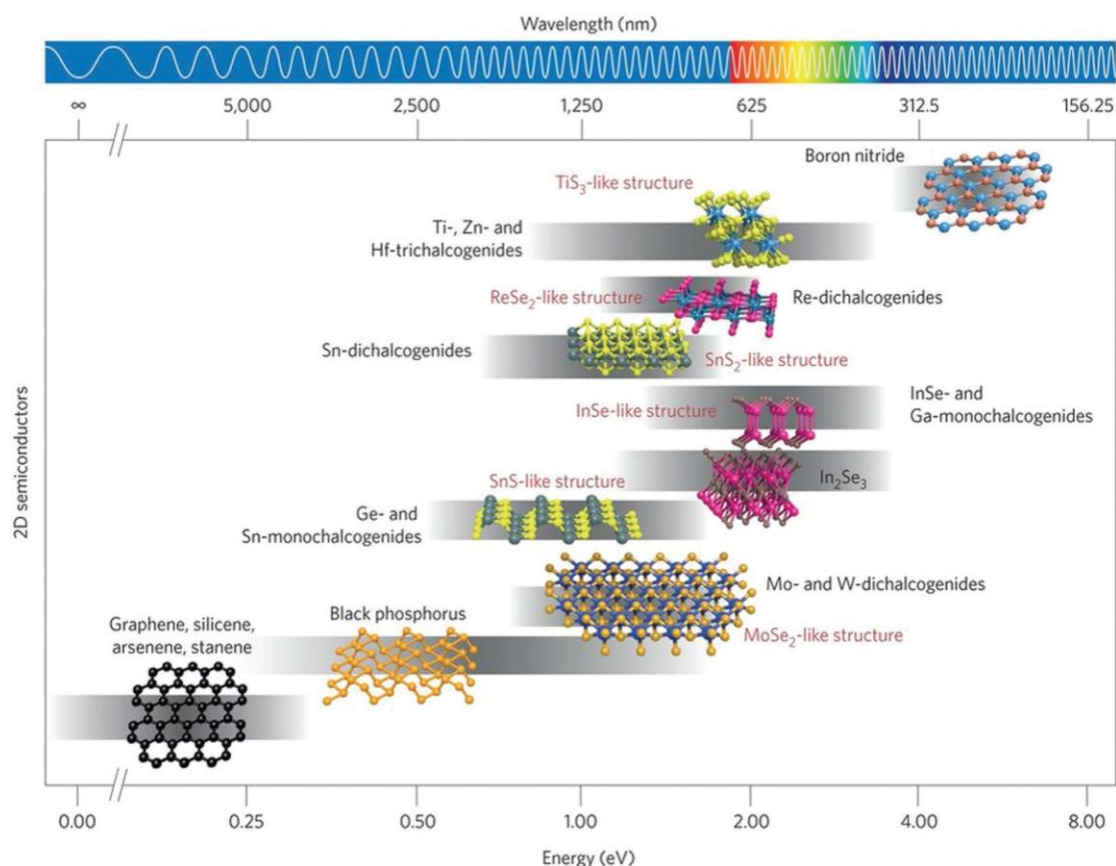 Wavelength (nm)
∞ 5,000 2,500 1,250 625 312.5 156.25
Boron nitride
TiS₃-like structure
Ti-, Zn- and
Hf-trichalcogenides
ReSe₂-like structure
Re-dichalcogenides
Sn-dichalcogenides
SnS₂-like structure
InSe-like structure
InSe- and
Ga-monochalcogenides
SnS-like structure
In₂Se₃
Ge- and
Sn-monochalcogenides
Mo- and W-dichalcogenides
MoSe₂-like structure
Black phosphorus
Graphene, silicene,
arsenene, stanene
2D semiconductors
0.00 0.25 0.50 1.00 2.00 4.00 8.00
Energy (eV)